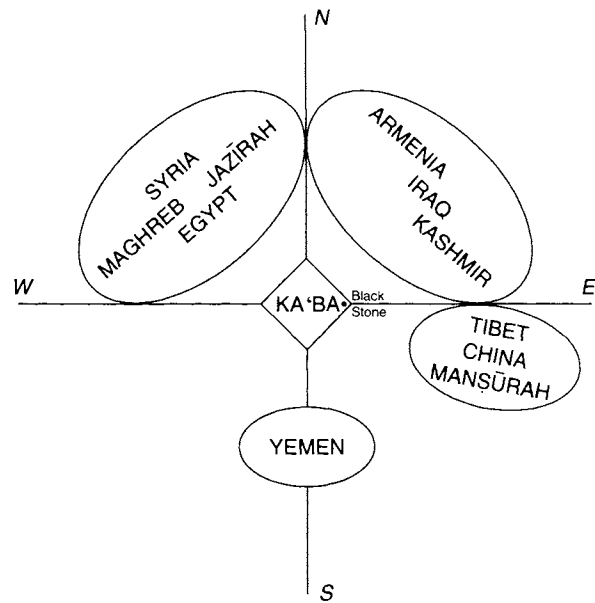 N
SYRIA
JAZĪRAH
MAGHREB
EGYPT
ARMENIA
IRAQ
KASHMIR
W
E
KA‘BA
Black
Stone
TIBET
CHINA
MANṢŪRAH
YEMEN
S